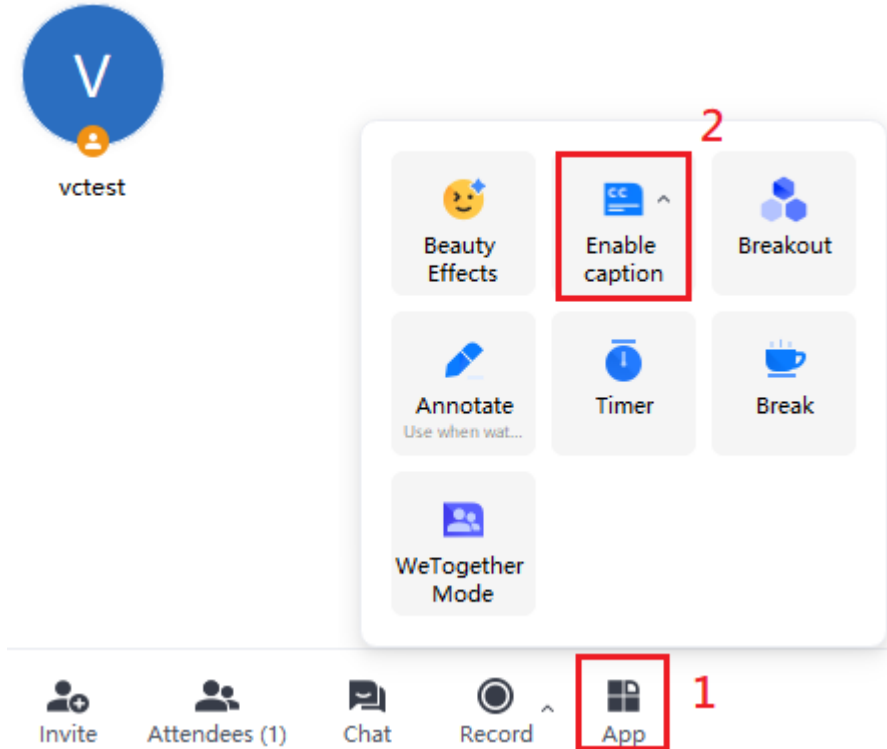 V
vctest
2
Beauty
Effects
CC
Enable
caption
Breakout
Annotate
Use when wat...
Timer
Break
WeTogether
Mode
Invite
Attendees (1)
Chat
Record
App
1